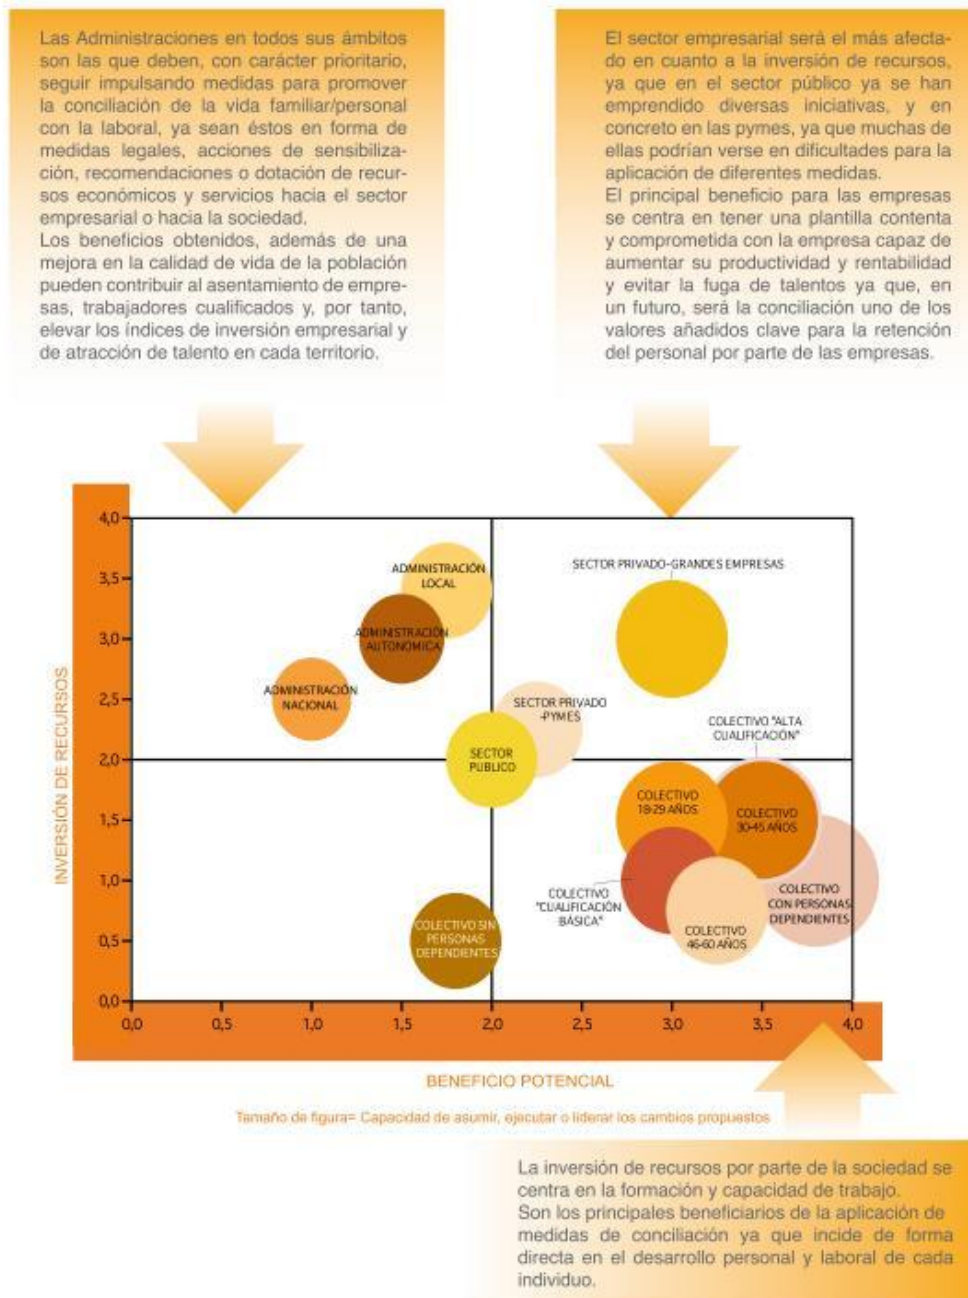 Las Administraciones en todos sus ámbitos
son las que deben, con carácter prioritario,
seguir impulsando medidas para promover
la conciliación de la vida familiar/personal
con la laboral, ya sean éstos en forma de
medidas legales, acciones de sensibiliza-
ción, recomendaciones o dotación de recur-
sos económicos y servicios hacia el sector
empresarial o hacia la sociedad.
Los beneficios obtenidos, además de una
mejora en la calidad de vida de la población
pueden contribuir al asentamiento de empre-
sas, trabajadores cualificados y, por tanto,
elevar los índices de inversión empresarial y
de atracción de talento en cada territorio.
El sector empresarial será el más afecta-
do en cuanto a la inversión de recursos,
ya que en el sector público ya se han
emprendido diversas iniciativas, y en
concreto en las pymes, ya que muchas de
ellas podrían verse en dificultades para la
aplicación de diferentes medidas.
El principal beneficio para las empresas
se centra en tener una plantilla contenta
y comprometida con la empresa capaz de
aumentar su productividad y rentabilidad
y evitar la fuga de talentos ya que, en
un futuro, será la conciliación uno de los
valores añadidos clave para la retención
del personal por parte de las empresas.
INVERSIÓN DE RECURSOS
4,0
3,5
3,0
2,5
2,0
1,5
1,0
0,5
0,0
ADMINISTRACIÓN
LOCAL
SECTOR PRIVADO-GRANDES EMPRESAS
ADMINISTRACIÓN
AUTONÓMICA
ADMINISTRACIÓN
NACIONAL
SECTOR PRIVADO
-PYMES
COLECTIVO "ALTA
CUALIFICACIÓN"
SECTOR
PÚBLICO
COLECTIVO
18-29 AÑOS
COLECTIVO
30-45 AÑOS
COLECTIVO
"CUALIFICACIÓN
BÁSICA"
COLECTIVO
CON PERSONAS
DEPENDIENTES
COLECTIVO SIN
PERSONAS
DEPENDIENTES
COLECTIVO
46-60 AÑOS
0,0 0,5 1,0 1,5 2,0 2,5 3,0 3,5 4,0
BENEFICIO POTENCIAL
Tamaño de figura= Capacidad de asumir, ejecutar o liderar los cambios propuestos
La inversión de recursos por parte de la sociedad se
centra en la formación y capacidad de trabajo.
Son los principales beneficiarios de la aplicación de
medidas de conciliación ya que incide de forma
directa en el desarrollo personal y laboral de cada
individuo.